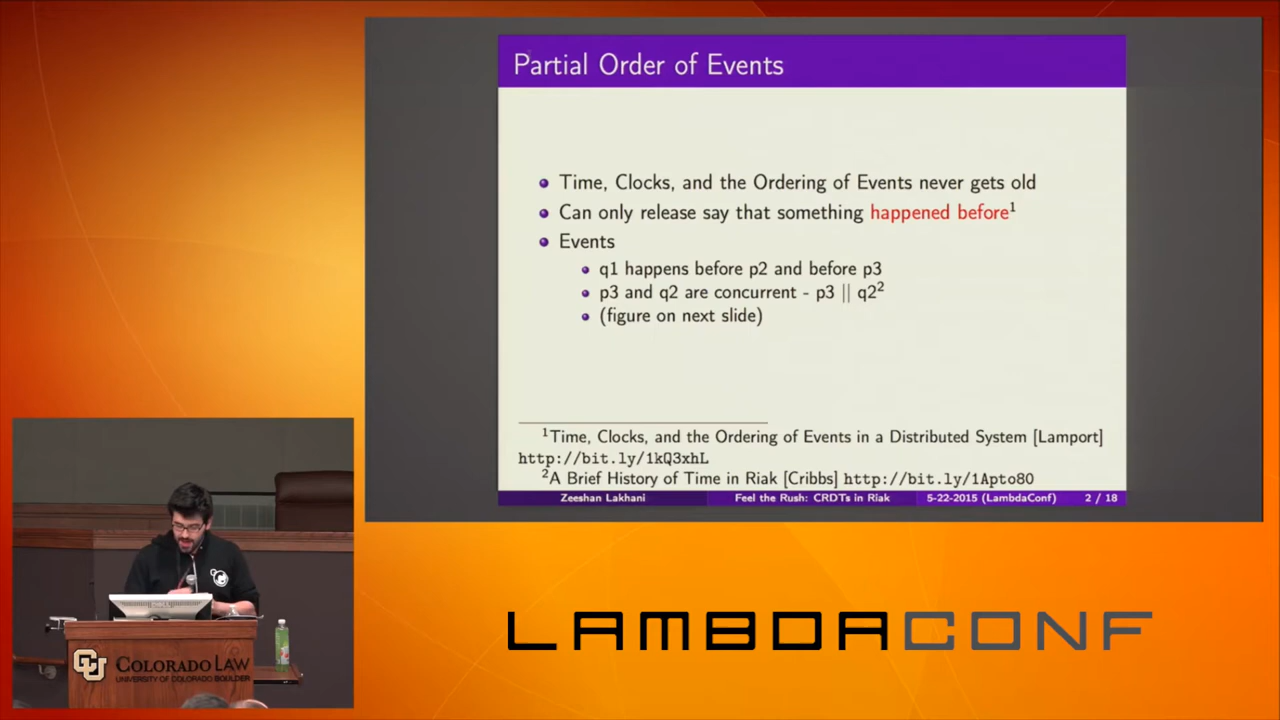 Partial Order of Events
Time, Clocks, and the Ordering of Events never gets old
Can only release say that something happened before1
Events
q1 happens before p2 and before p3
p3 and q2 are concurrent - p3 || q22
(figure on next slide)
1Time, Clocks, and the Ordering of Events in a Distributed System [Lamport]
http://bit.ly/1kQ3xhL
2A Brief History of Time in Riak [Cribbs] http://bit.ly/1Apto80
Zeeshan Lakhani Feel the Rush: CRDTs in Riak 5-22-2015 (LambdaConf) 2 / 18
CU COLORADO LAW
UNIVERSITY OF COLORADO BOULDER
LAMBDACONF